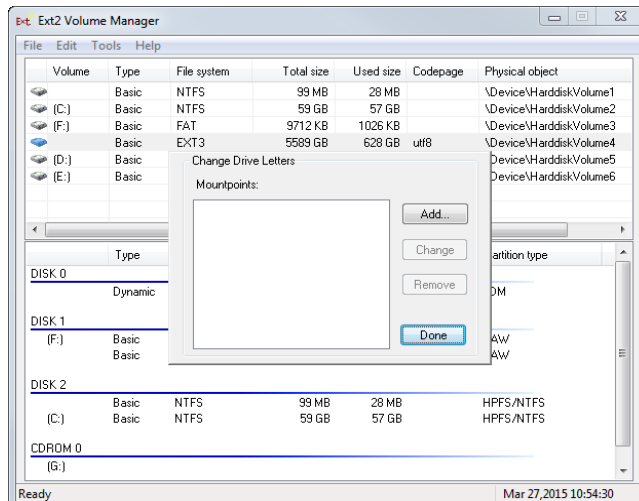 Ext2 Volume Manager
File Edit Tools Help
Volume Type File system Total size Used size Codepage Physical object
Basic NTFS 99 MB 28 MB \Device\HarddiskVolume1
(C:) Basic NTFS 59 GB 57 GB \Device\HarddiskVolume2
(F:) Basic FAT 9712 KB 1026 KB \Device\HarddiskVolume3
Basic EXT3 5589 GB 628 GB utf8 \Device\HarddiskVolume4
(D:) Basic Device\HarddiskVolume5
(E:) Basic Device\HarddiskVolume6
Change Drive Letters
Mountpoints:
Add...
Change
Remove
Done
Type artition type
DISK 0
Dynamic DM
DISK 1
(F:) Basic AW
Basic AW
DISK 2
Basic NTFS 99 MB 28 MB HPFS/NTFS
(C:) Basic NTFS 59 GB 57 GB HPFS/NTFS
CDROM 0
(G:)
Ready Mar 27,2015 10:54:30